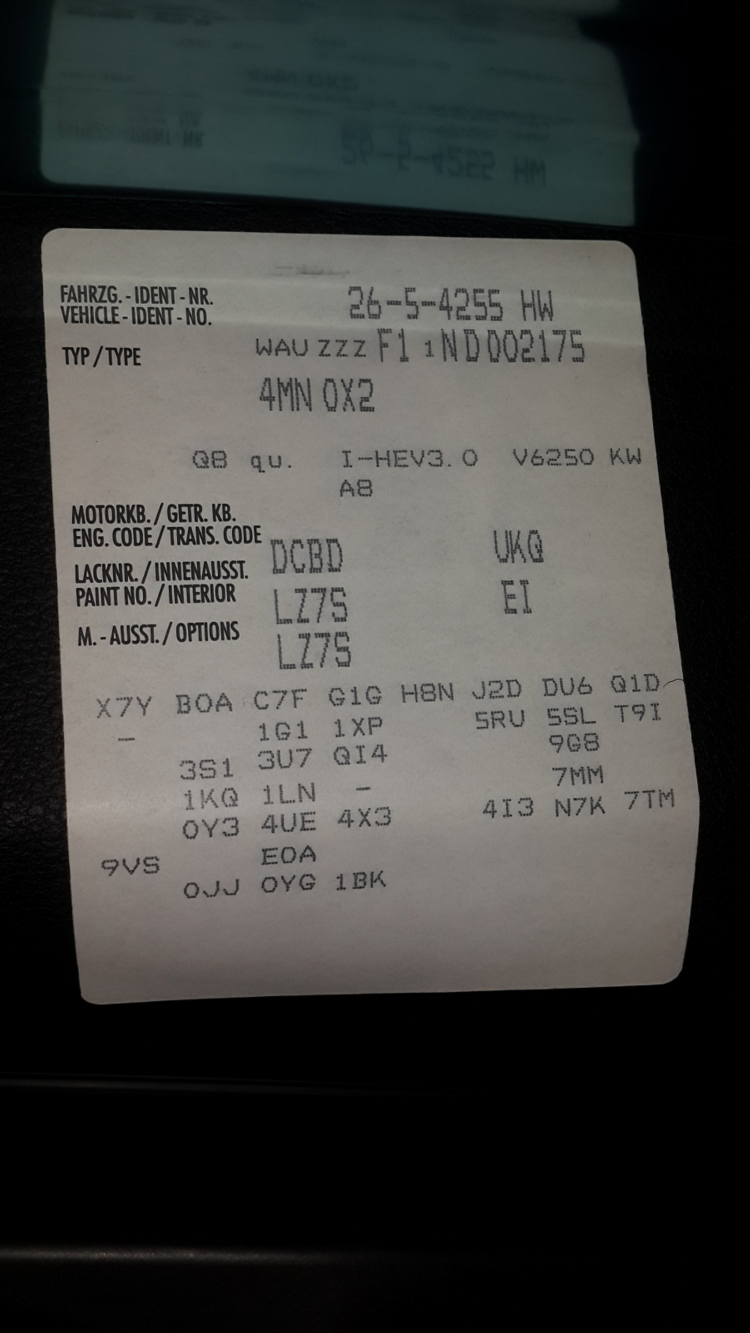 FAHRZG. - IDENT - NR. 26-5-4255 HW
VEHICLE - IDENT - NO.
TYP / TYPE WAU ZZZ F1 1ND002175
4MN 0X2
Q8 qu. I-HEV3.0 V6250 KW
A8
MOTORKB. / GETR. KB.
ENG. CODE / TRANS. CODE DCBD UKQ
LACKNR. / INNENAUSST.
PAINT NO. / INTERIOR LZ7S EI
M. - AUSST. / OPTIONS LZ7S
X7Y BOA C7F G1G H8N J2D DU6 Q1D
- 1G1 1XP 5RU 5SL T9I
3S1 3U7 QI4 9G8
1KQ 1LN - 7MM
0Y3 4UE 4X3 4I3 N7K 7TM
9VS EOA
0JJ 0YG 1BK